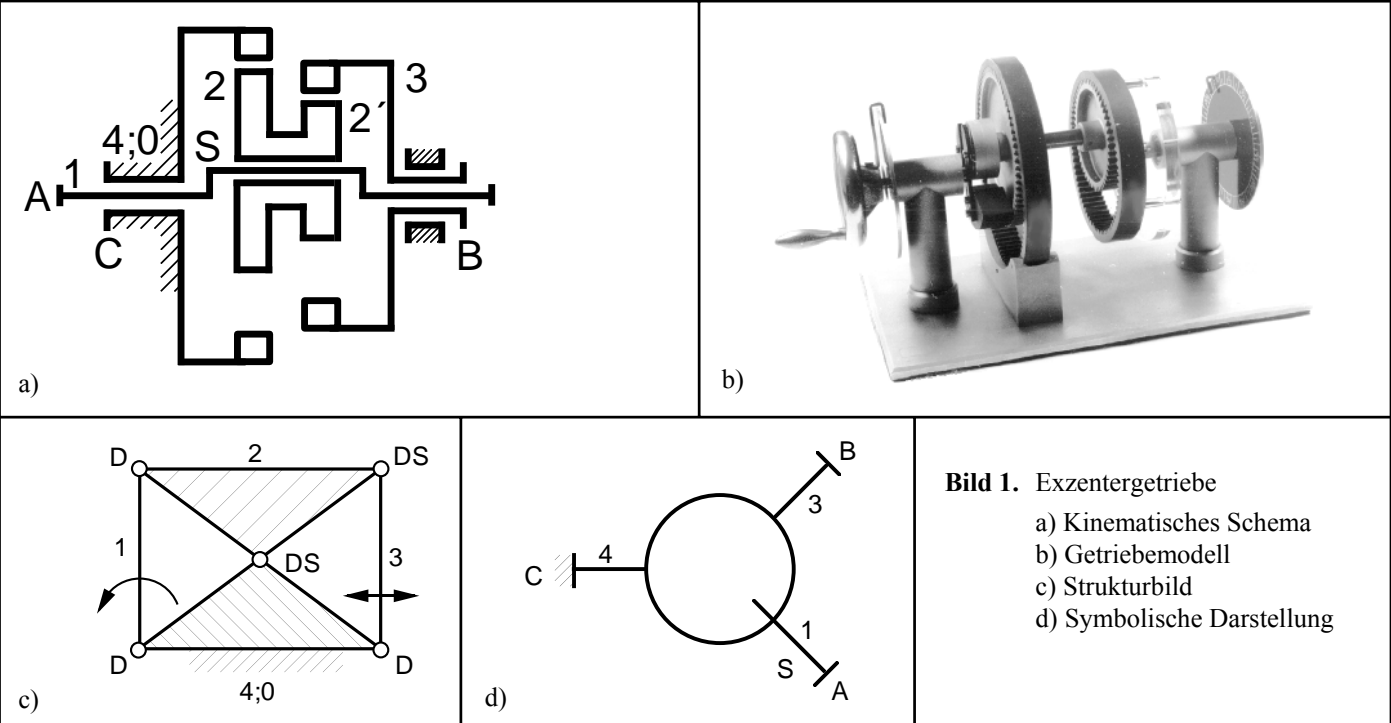 2
3
2´
4;0
S
1
A
C
B
a)
b)
D
2
DS
1
DS
3
D
D
4;0
c)
B
3
4
C
1
S
A
d)
Bild 1. Exzentergetriebe
a) Kinematisches Schema
b) Getriebemodell
c) Strukturbild
d) Symbolische Darstellung